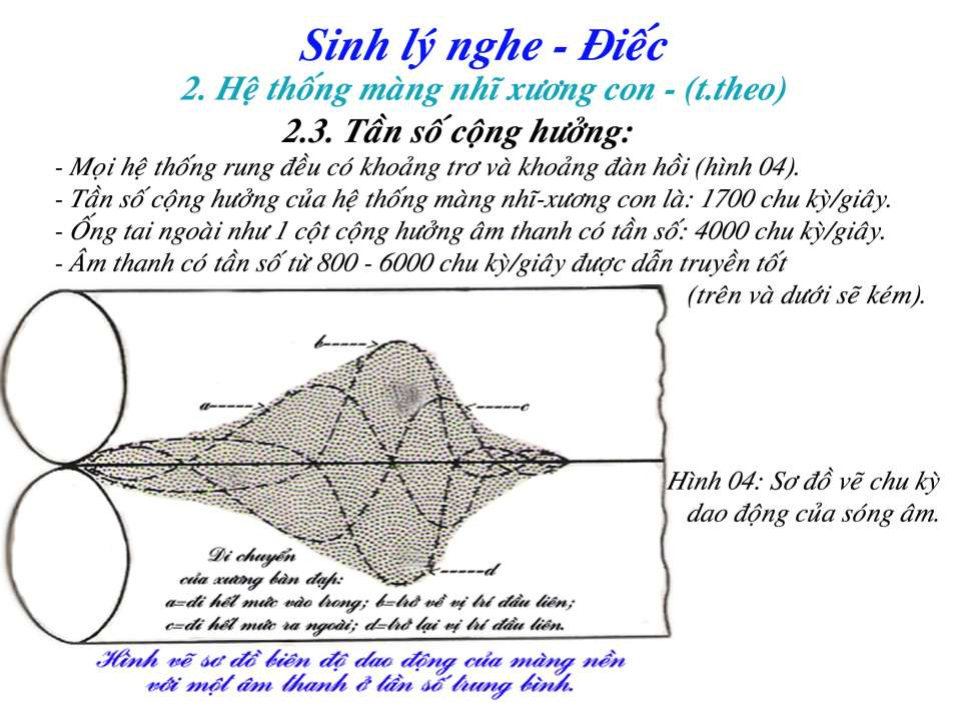 Sinh lý nghe - Điếc
2. Hệ thống màng nhĩ xương con - (t.theo)
2.3. Tần số cộng hưởng:
- Mọi hệ thống rung đều có khoảng trơ và khoảng đàn hồi (hình 04).
- Tần số cộng hưởng của hệ thống màng nhĩ-xương con là: 1700 chu kỳ/giây.
- Ống tai ngoài như 1 cột cộng hưởng âm thanh có tần số: 4000 chu kỳ/giây.
- Âm thanh có tần số từ 800 - 6000 chu kỳ/giây được dẫn truyền tốt
(trên và dưới sẽ kém).
b-----
a-----
-----c
Hình 04: Sơ đồ vẽ chu kỳ
dao động của sóng âm.
-----d
Di chuyển
của xương bàn đạp:
a=đi hết mức vào trong; b=trở về vị trí đầu liên;
c=đi hết mức ra ngoài; d=trở lại vị trí đầu liên.
Hình vẽ sơ đồ biên độ dao động của màng nền
với một âm thanh ở tần số trung bình.